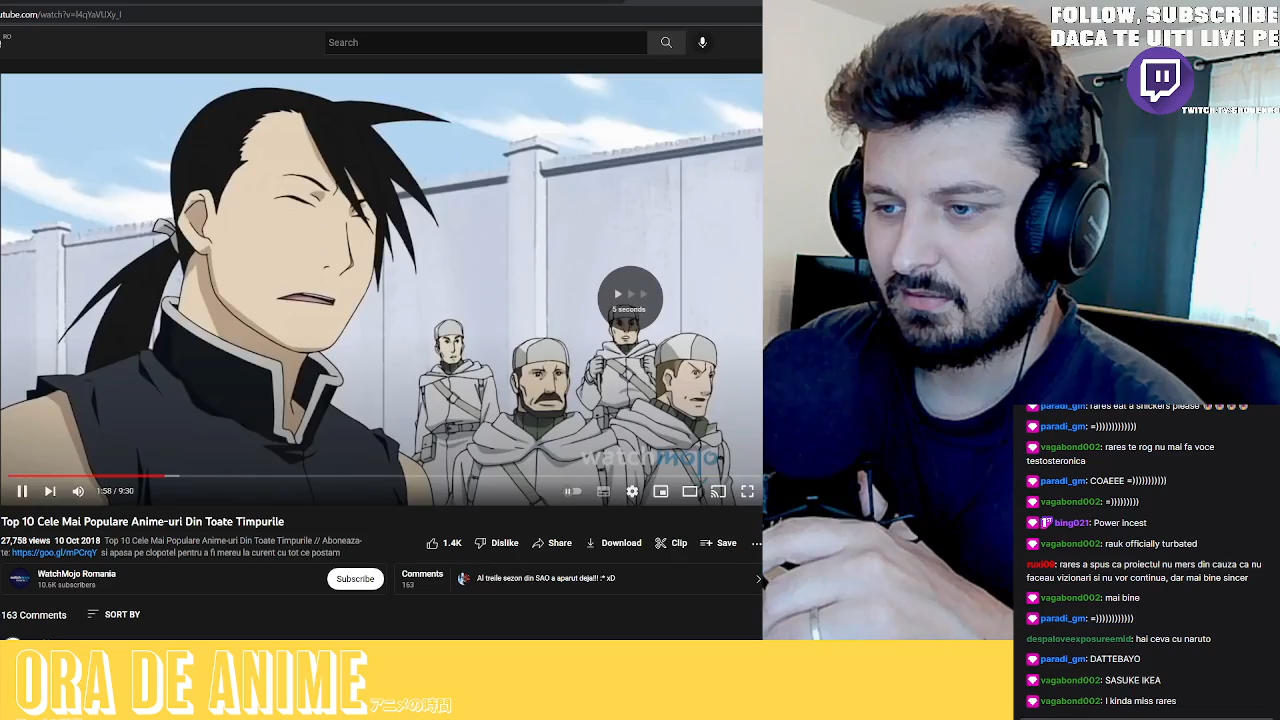 utube.com/watch?v=l4qYaVUXy_I
RO
Search
5 seconds
watchmojo
1:58 / 9:30
Top 10 Cele Mai Populare Anime-uri Din Toate Timpurile
27,758 views 10 Oct 2018 Top 10 Cele Mai Populare Anime-uri Din Toate Timpurile // Aboneaza-
te: https://goo.gl/mPCrqY si apasa pe clopotel pentru a fi mereu la curent cu tot ce postam
1.4K
Dislike
Share
Download
Clip
Save
WatchMojo Romania
10.6K subscribers
Subscribe
Comments
163
Al treile sezon din SAO a aparut deja!!! :* xD
163 Comments
SORT BY
FOLLOW, SUBSCRIBE
DACA TE UITI LIVE PE
paradi_gm: rares eat a snickers please
paradi_gm: =))))))))))))))
vagabond002: rares te rog nu mai fa voce
testosteronica
paradi_gm: COAEEE =)))))))))))
vagabond002: =)))))))))
bing021: Power incest
vagabond002: rauk officially turbated
ruxi09: rares a spus ca proiectul nu mers din cauza ca nu
faceau vizionari si nu vor continua, dar mai bine sincer
vagabond002: mai bine
paradi_gm: =)))))))))))))
despaloveexposureemid: hai ceva cu naruto
paradi_gm: DATTEBAYO
vagabond002: SASUKE IKEA
vagabond002: I kinda miss rares
ORA DE ANIME
アニメの時間